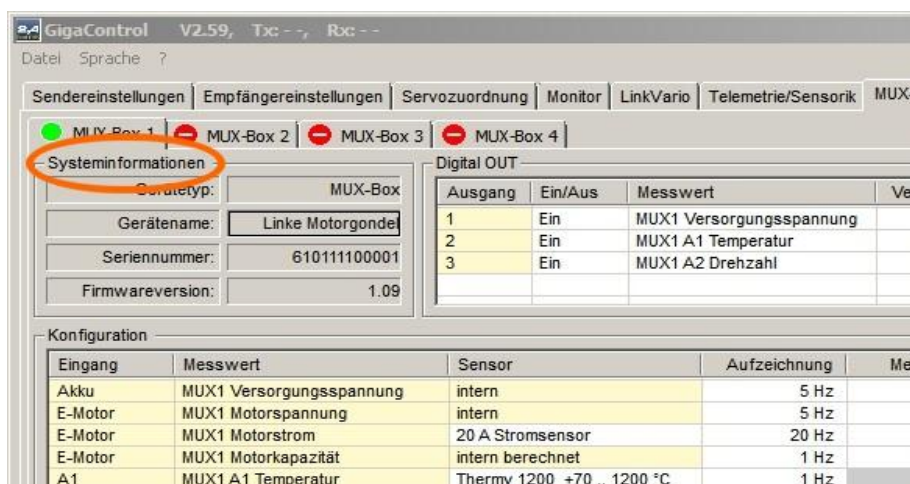 GigaControl V2.59, Tx: - -, Rx: - -
Datei Sprache ?
Sendereinstellungen Empfängereinstellungen Servozuordnung Monitor LinkVario Telemetrie/Sensorik MUX-
MUX-Box 1 MUX-Box 2 MUX-Box 3 MUX-Box 4
Systeminformationen
Gerätetyp: MUX-Box
Gerätename: Linke Motorgondel
Seriennummer: 610111100001
Firmwareversion: 1.09
Digital OUT
Ausgang Ein/Aus Messwert Ve
1 Ein MUX1 Versorgungsspannung
2 Ein MUX1 A1 Temperatur
3 Ein MUX1 A2 Drehzahl
Konfiguration
Eingang Messwert Sensor Aufzeichnung Me
Akku MUX1 Versorgungsspannung intern 5 Hz
E-Motor MUX1 Motorspannung intern 5 Hz
E-Motor MUX1 Motorstrom 20 A Stromsensor 20 Hz
E-Motor MUX1 Motorkapazität intern berechnet 1 Hz
A1 MUX1 A1 Temperatur Thermy 1200 +70 .. 1200 °C 1 Hz